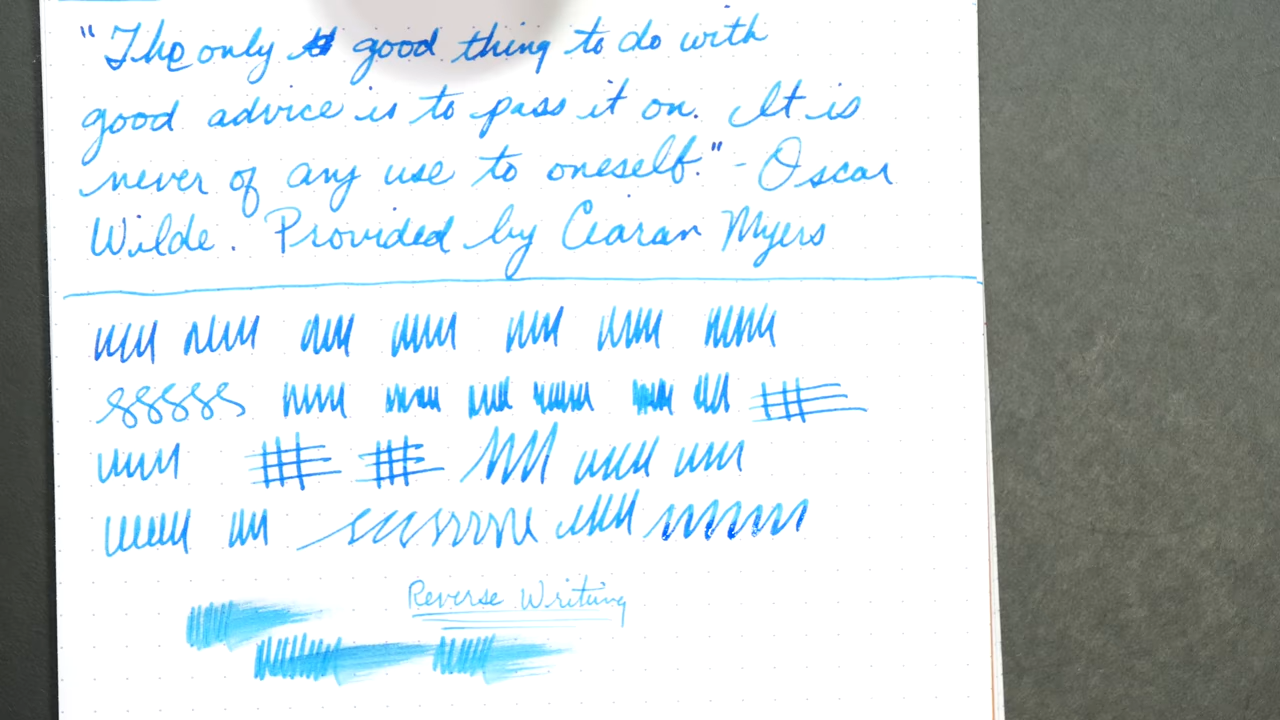 "The only good thing to do with
good advice is to pass it on. It is
never of any use to oneself." - Oscar
Wilde. Provided by Ciaran Myers
Reverse Writing